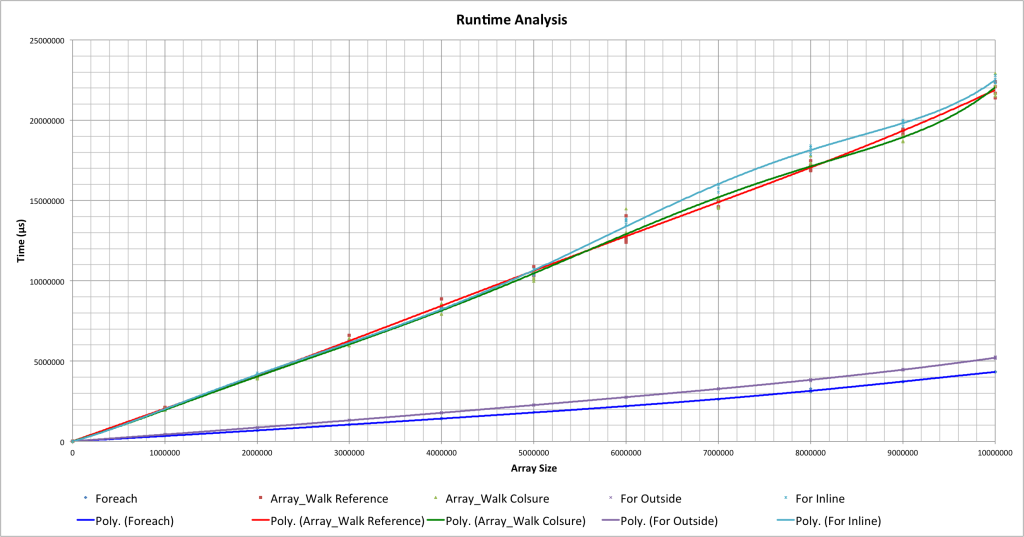 Runtime Analysis
25000000
20000000
15000000
10000000
5000000
0
Time (µs)
0 1000000 2000000 3000000 4000000 5000000 6000000 7000000 8000000 9000000 10000000
Array Size
Foreach Array_Walk Reference Array_Walk Colsure For Outside For Inline
Poly. (Foreach) Poly. (Array_Walk Reference) Poly. (Array_Walk Colsure) Poly. (For Outside) Poly. (For Inline)